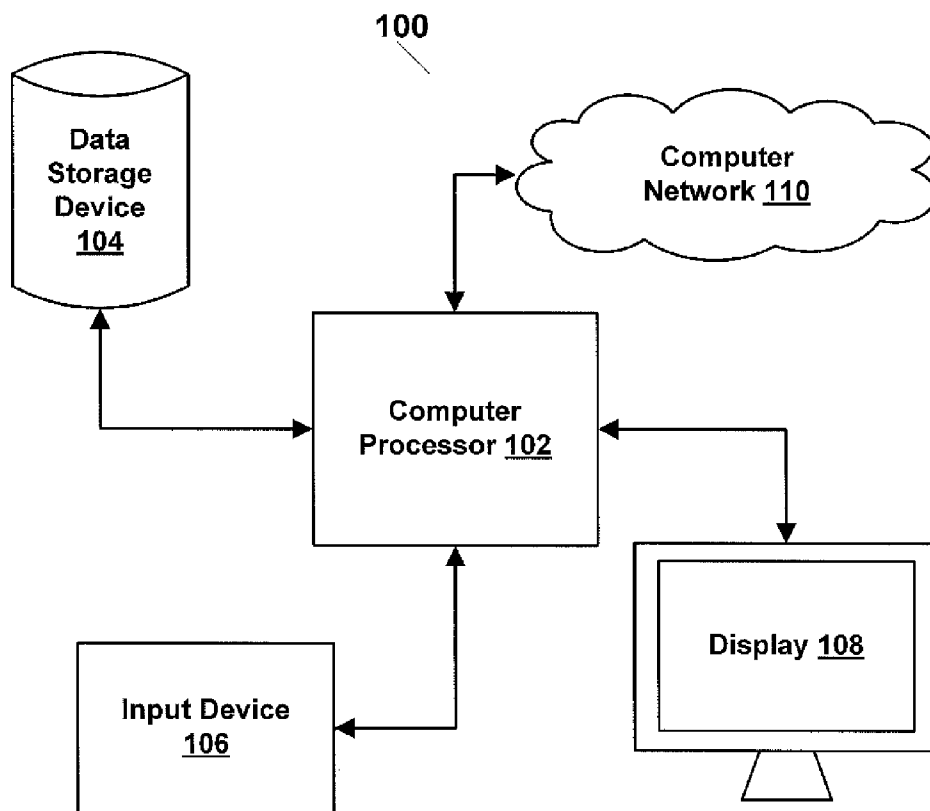 100
Data
Storage
Device
104
Computer
Network 110
Computer
Processor 102
Display 108
Input Device
106